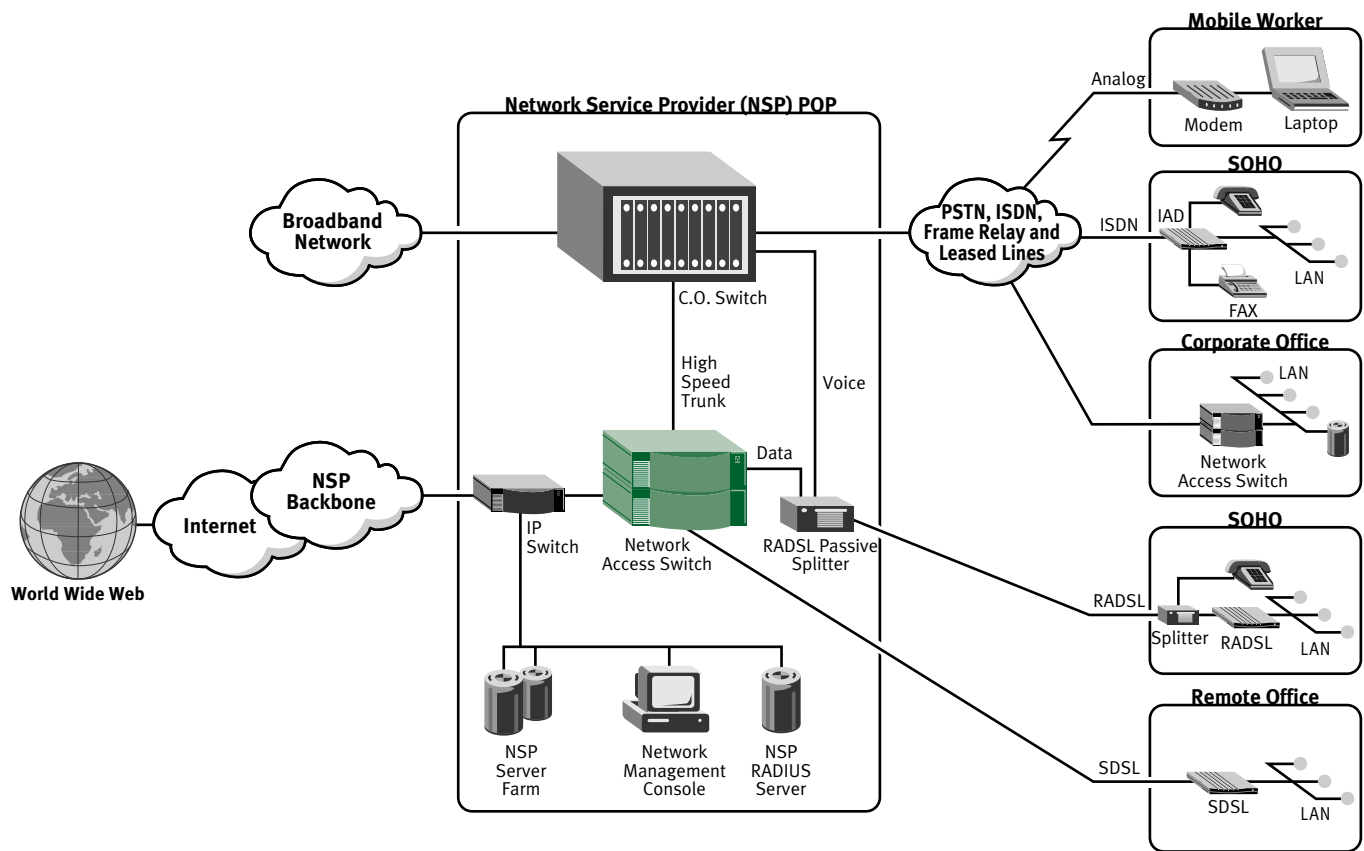 Mobile Worker
Analog
Modem
Laptop
Network Service Provider (NSP) POP
SOHO
ISDN
IAD
LAN
FAX
Broadband
Network
PSTN, ISDN,
Frame Relay and
Leased Lines
C.O. Switch
High
Speed
Trunk
Voice
Corporate Office
LAN
Network
Access Switch
Data
NSP
Backbone
Internet
World Wide Web
IP
Switch
Network
Access Switch
RADSL Passive
Splitter
SOHO
RADSL
Splitter
RADSL
LAN
NSP
Server
Farm
Network
Management
Console
NSP
RADIUS
Server
Remote Office
SDSL
SDSL
LAN